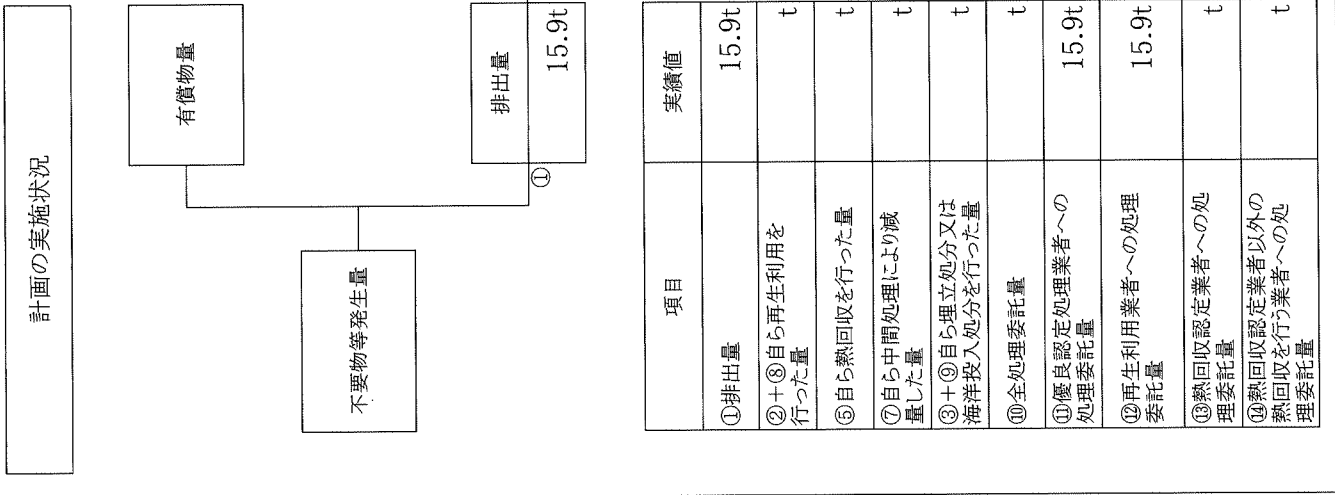 計画の実施状況
有償物量
不要物等発生量
①
排出量
15.9t
項目
実績値
①排出量
15.9t
②+⑧自ら再生利用を
行った量
t
⑤自ら熱回収を行った量
t
⑦自ら中間処理により減
量した量
t
③+⑨自ら埋立処分又は
海洋投入処分を行った量
t
⑩全処理委託量
t
⑪優良認定処理業者への
処理委託量
15.9t
⑫再生利用業者への処理
委託量
15.9t
⑬熱回収認定業者への処
理委託量
t
⑭熱回収認定業者以外の
熱回収を行う業者への処
理委託量
t